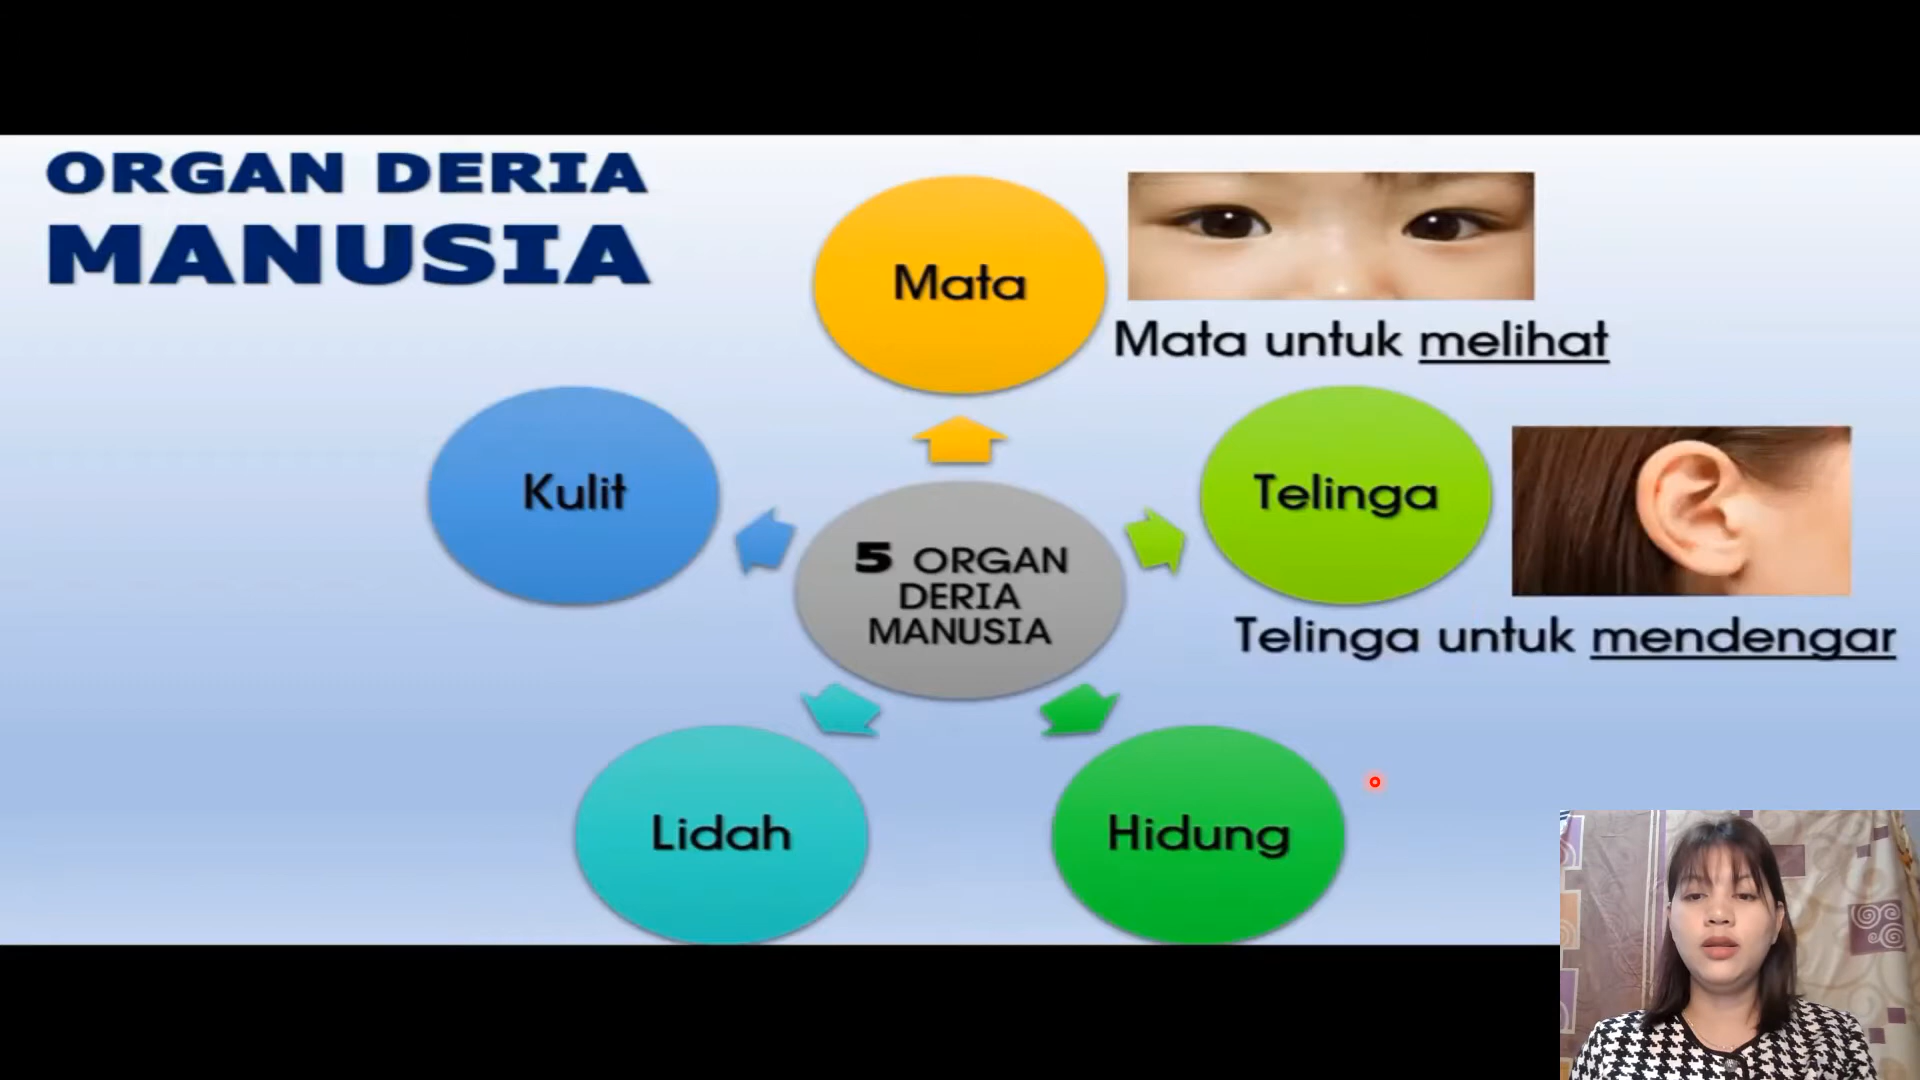 ORGAN DERIA
MANUSIA
Mata
Mata untuk melihat
Kulit
Telinga
5 ORGAN
DERIA
MANUSIA
Telinga untuk mendengar
Lidah
Hidung